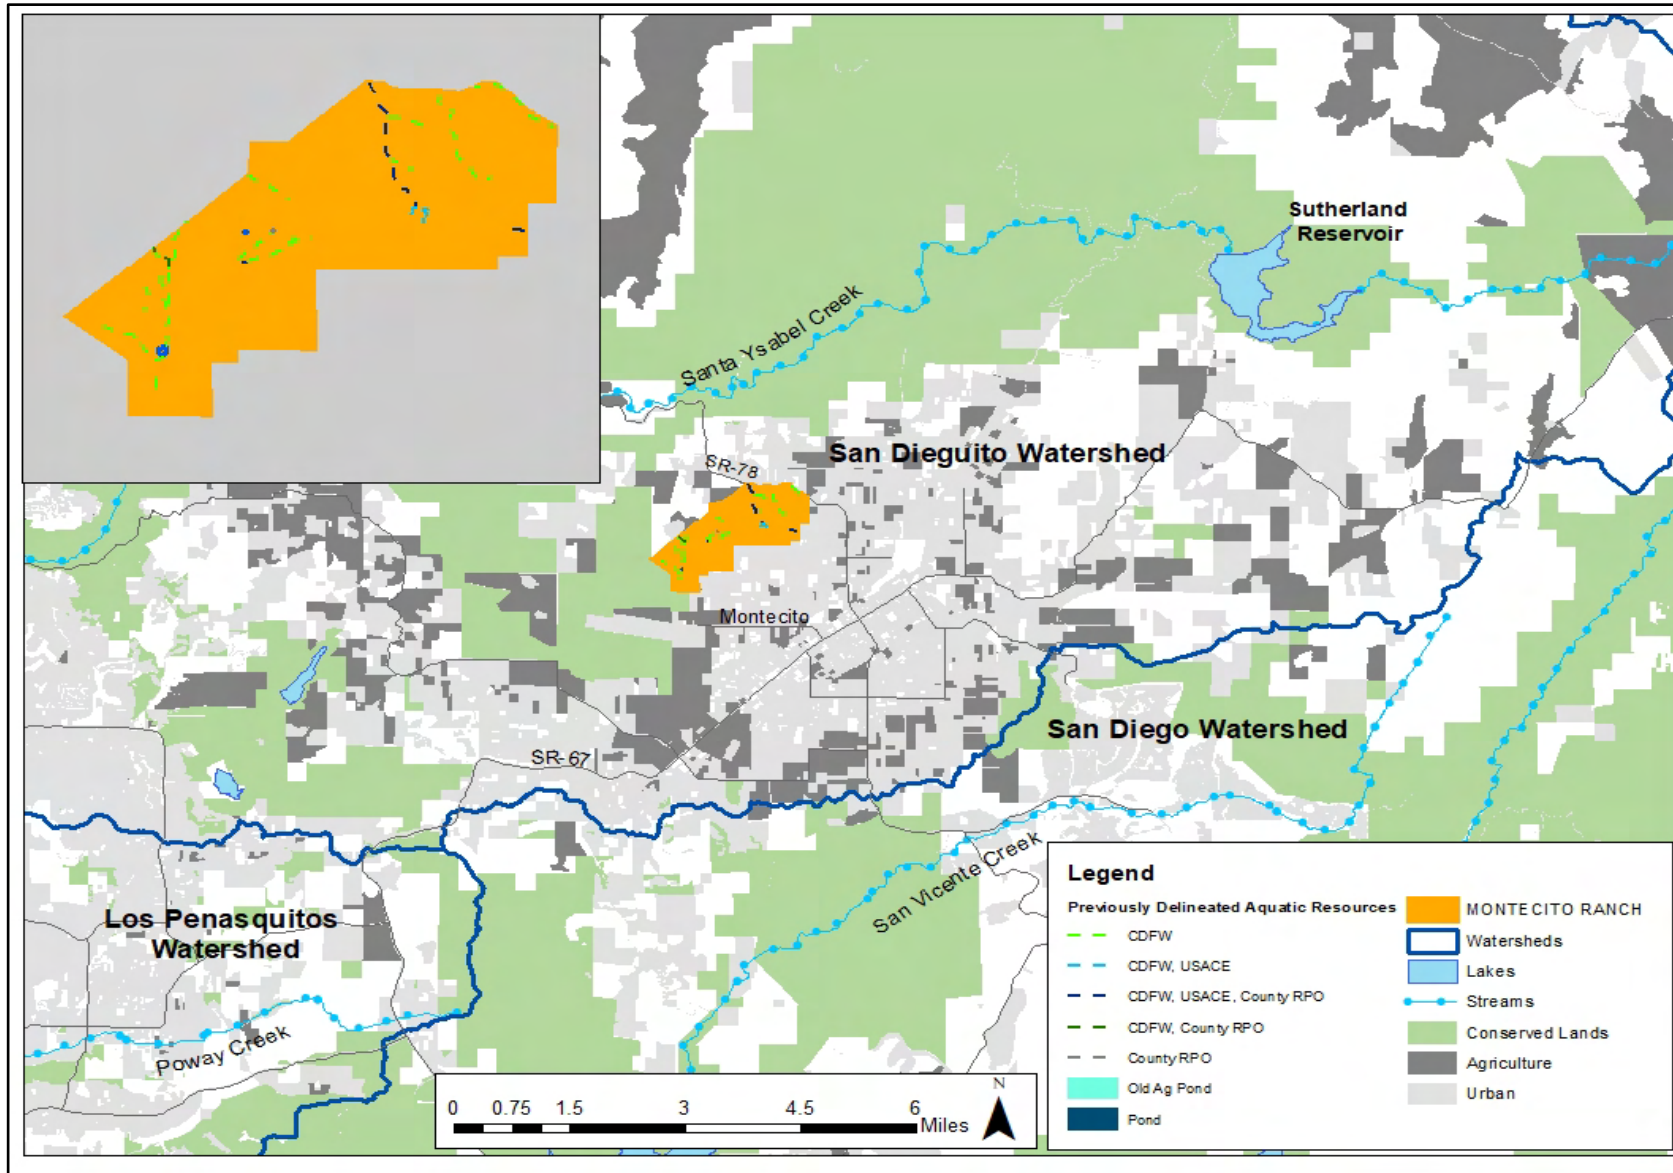 Sutherland
Reservoir
Santa Ysabel Creek
San Dieguito Watershed
SR-78
Montecito
San Diego Watershed
SR-67
San Vicente Creek
Los Penasquitos
Watershed
Poway Creek
0 0.75 1.5 3 4.5 6
Miles
N
Legend
Previously Delineated Aquatic Resources
CDFW
CDFW, USACE
CDFW, USACE, County RPO
CDFW, County RPO
County RPO
Old Ag Pond
Pond
MONTECITO RANCH
Watersheds
Lakes
Streams
Conserved Lands
Agriculture
Urban